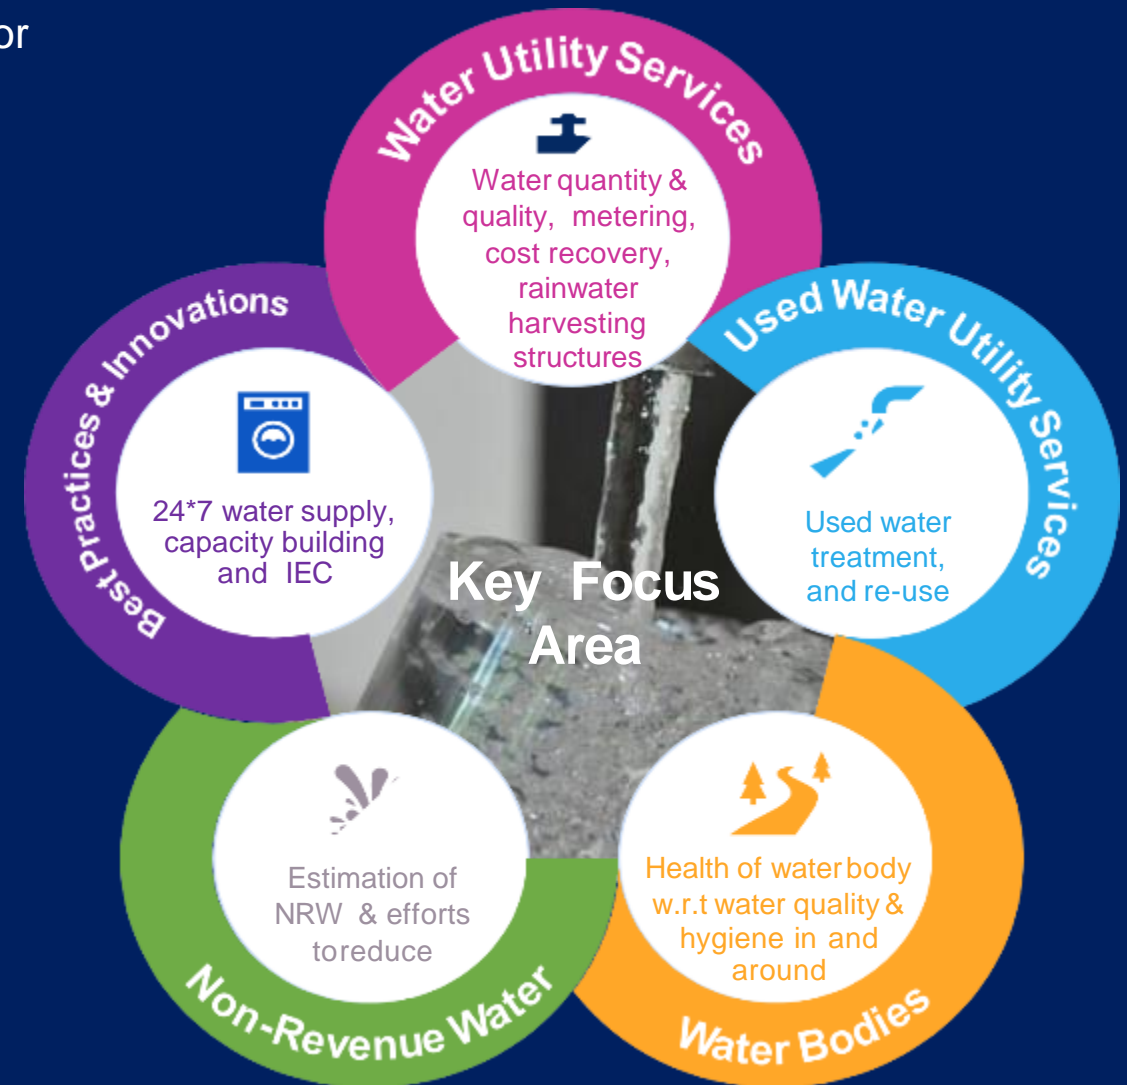 or
Water Utility Services
Water quantity &
quality, metering,
cost recovery,
rainwater
harvesting
structures
Used Water Utility Services
Used water
treatment,
and re-use
Best Practices & Innovations
24*7 water supply,
capacity building
and IEC
Key Focus
Area
Estimation of
NRW & efforts
toreduce
Non-Revenue Water
Health of waterbody
w.r.t water quality &
hygiene in and
around
Water Bodies